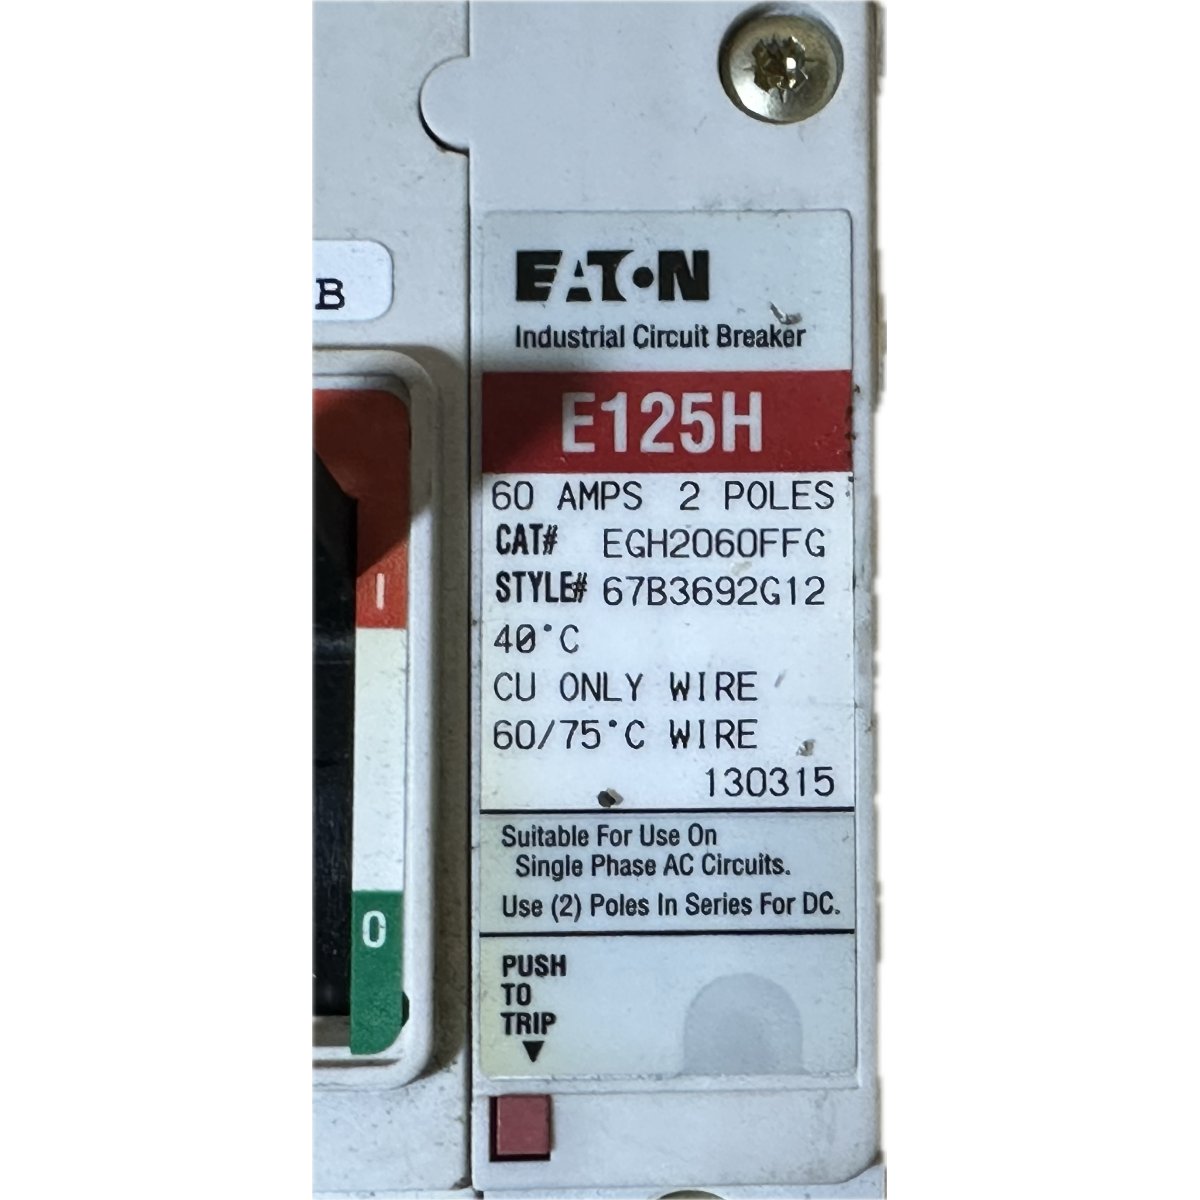 B
EATON
Industrial Circuit Breaker
E125H
60 AMPS 2 POLES
CAT# EGH2060FFG
STYLE# 67B3692G12
40°C
CU ONLY WIRE
60/75°C WIRE
130315
Suitable For Use On
Single Phase AC Circuits.
Use (2) Poles In Series For DC.
PUSH
TO
TRIP
I
O